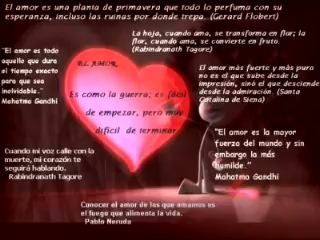 El amor es una planta de primavera que todo lo perfuma con su
esperanza, incluso las ruinas por donde trepa. (Gerard Flobert)
La hoja, cuando ama, se transforma en flor; la
flor, cuando ama, se convierte en fruto.
(Rabindranath Tagore)
"El amor es todo
aquello que dura
el tiempo exacto
para que sea
inolvidable."
Mahatma Gandhi
EL AMOR
Es como la guerra; es fácil
de empezar, pero muy
difícil de terminar
El amor más fuerte y más puro
no es el que sube desde la
impresión, sinó el que desciende
desde la admiración. (Santa
Catalina de Siena)
Cuando mi voz calle con la
muerte, mi corazón te
seguirá hablando.
Rabindranath Tagore
"El amor es la mayor
fuerza del mundo y sin
embargo la más
humilde."
Mahatma Gandhi
Conocer el amor de los que amamos es
el fuego que alimenta la vida.
Pablo Neruda